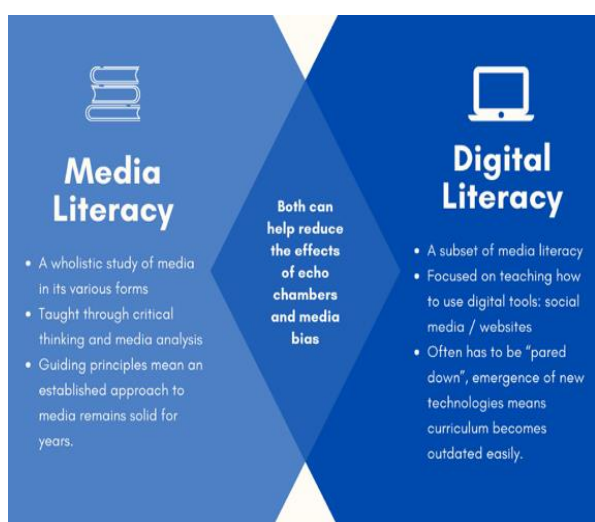 Media
Literacy
• A wholistic study of media
in its various forms
• Taught through critical
thinking and media analysis
• Guiding principles mean an
established approach to
media remains solid for
years.
Both can
help reduce
the effects
of echo
chambers
and media
bias
Digital
Literacy
• A subset of media literacy
• Focused on teaching how
to use digital tools: social
media / websites
• Often has to be “pared
down”, emergence of new
technologies means
curriculum becomes
outdated easily.